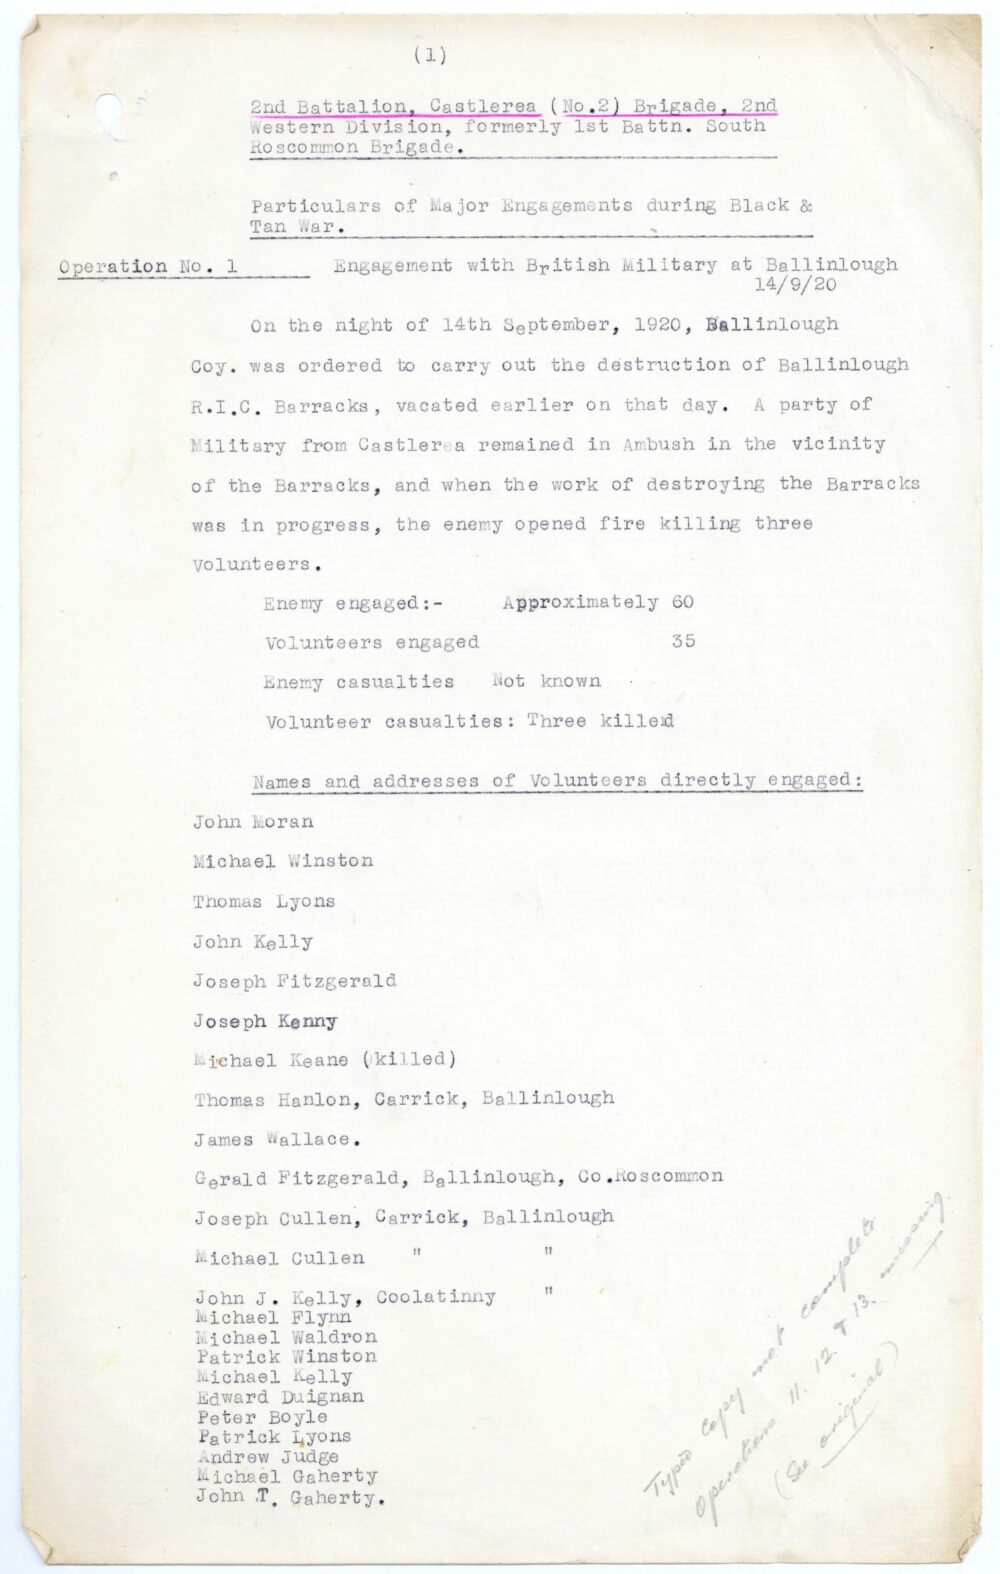 (1)
2nd Battalion, Castlerea (No.2) Brigade, 2nd
Western Division, formerly 1st Battn. South
Roscommon Brigade.
Particulars of Major Engagements during Black &
Tan War.
Operation No. 1 Engagement with British Military at Ballinlough
14/9/20
On the night of 14th September, 1920, Ballinlough
Coy. was ordered to carry out the destruction of Ballinlough
R.I.C. Barracks, vacated earlier on that day. A party of
Military from Castlerea remained in Ambush in the vicinity
of the Barracks, and when the work of destroying the Barracks
was in progress, the enemy opened fire killing three
Volunteers.
Enemy engaged:- Approximately 60
Volunteers engaged 35
Enemy casualties Not known
Volunteer casualties: Three killed
Names and addresses of Volunteers directly engaged:
John Moran
Michael Winston
Thomas Lyons
John Kelly
Joseph Fitzgerald
Joseph Kenny
Michael Keane (killed)
Thomas Hanlon, Carrick, Ballinlough
James Wallace.
Gerald Fitzgerald, Ballinlough, Co.Roscommon
Joseph Cullen, Carrick, Ballinlough
Michael Cullen " "
John J. Kelly, Coolatinny "
Michael Flynn
Michael Waldron
Patrick Winston
Michael Kelly
Edward Duignan
Peter Boyle
Patrick Lyons
Andrew Judge
Michael Gaherty
John T. Gaherty.
Typed copy not complete
Operations 11. 12. & 13. missing
(See original)